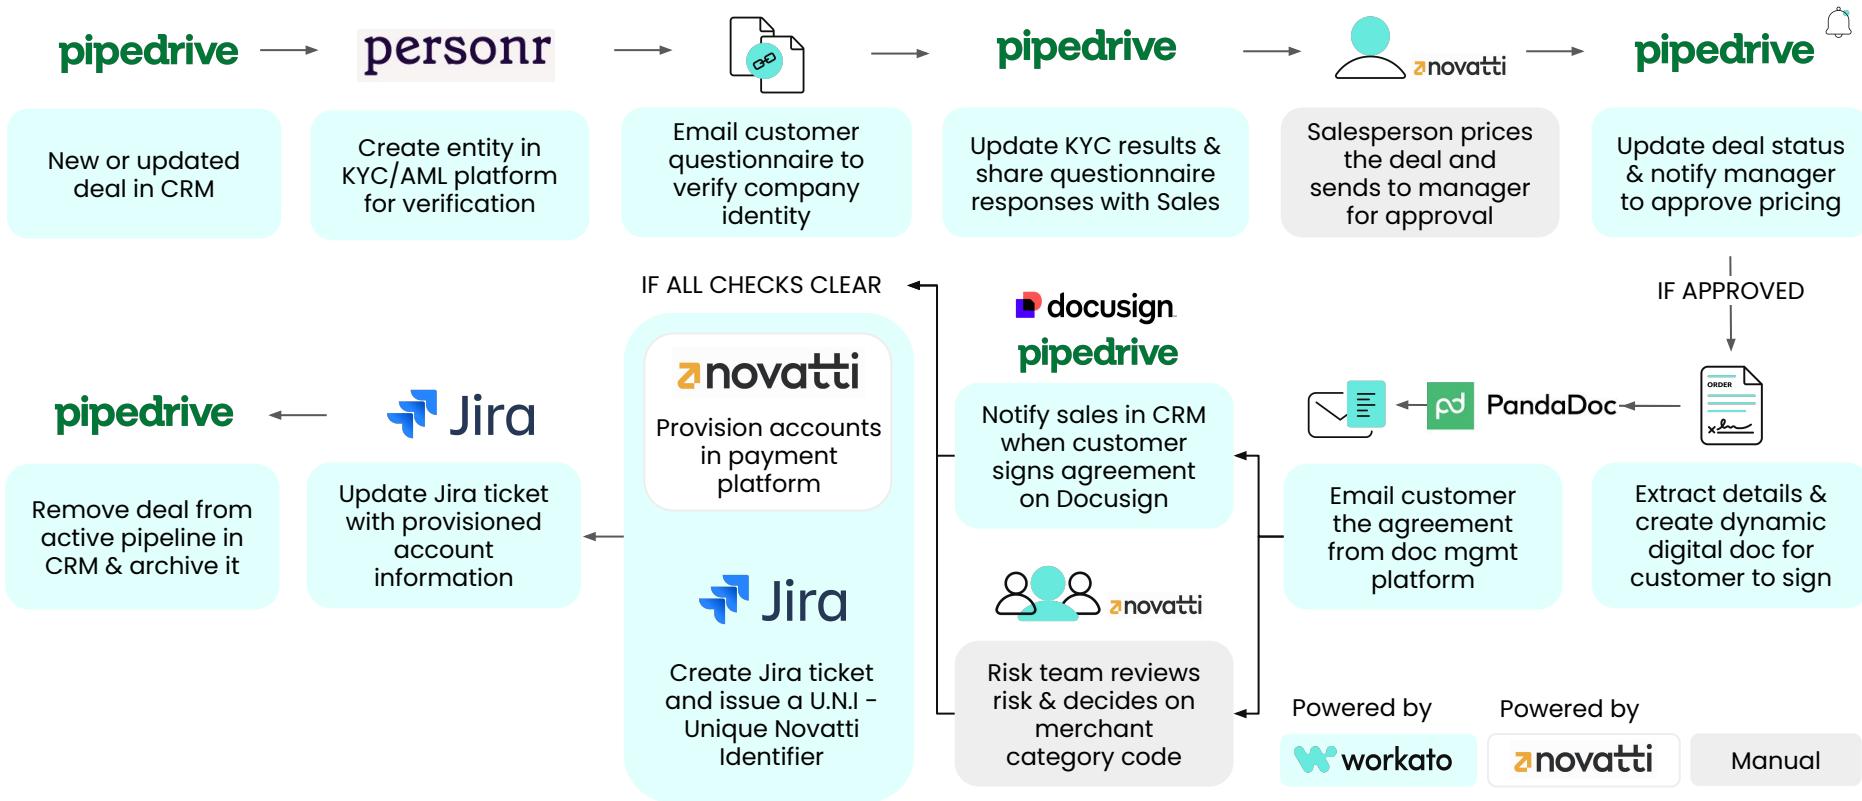 pipedrive
New or updated
deal in CRM
personr
Create entity in
KYC/AML platform
for verification
Email customer
questionnaire to
verify company
identity
pipedrive
Update KYC results &
share questionnaire
responses with Sales
novatti
Salesperson prices
the deal and
sends to manager
for approval
pipedrive
Update deal status
& notify manager
to approve pricing
IF APPROVED
ORDER
Extract details &
create dynamic
digital doc for
customer to sign
pd PandaDoc
Email customer
the agreement
from doc mgmt
platform
docusign
pipedrive
Notify sales in CRM
when customer
signs agreement
on Docusign
novatti
Risk team reviews
risk & decides on
merchant
category code
IF ALL CHECKS CLEAR
novatti
Provision accounts
in payment
platform
Jira
Create Jira ticket
and issue a U.N.I -
Unique Novatti
Identifier
Jira
Update Jira ticket
with provisioned
account
information
pipedrive
Remove deal from
active pipeline in
CRM & archive it
Powered by
workato
Powered by
novatti
Manual